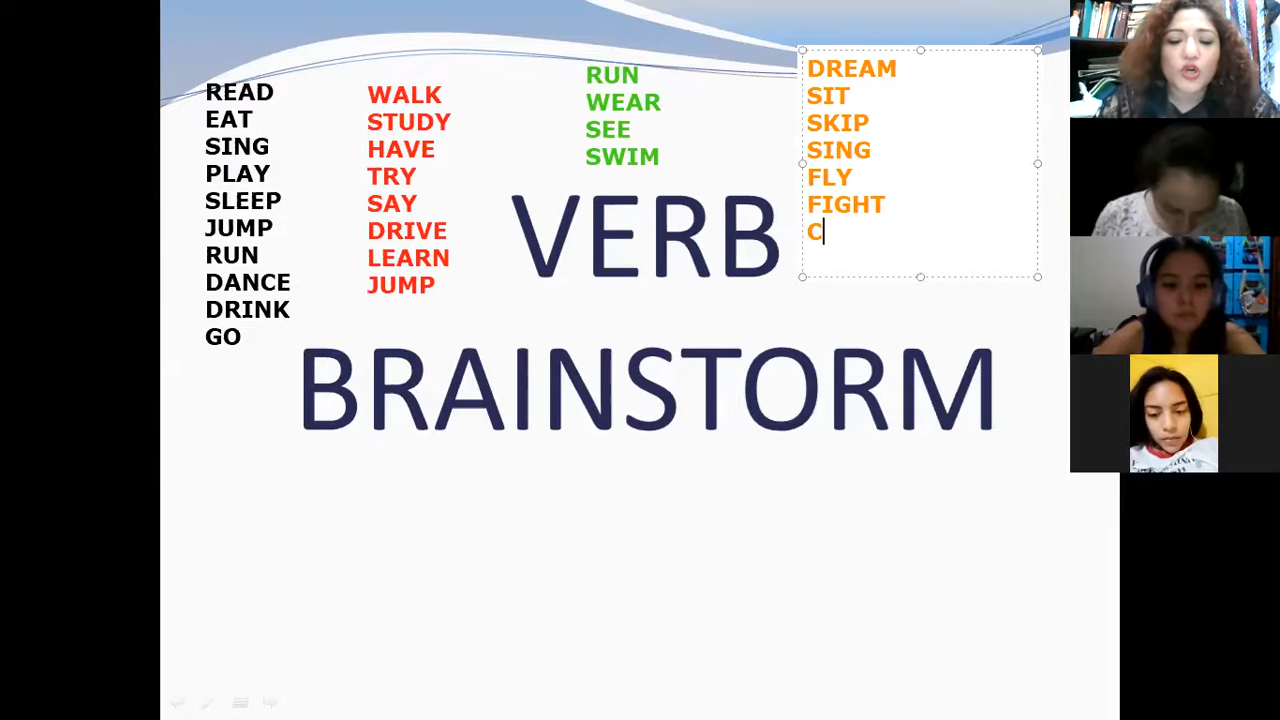 READ
EAT
SING
PLAY
SLEEP
JUMP
RUN
DANCE
DRINK
GO
WALK
STUDY
HAVE
TRY
SAY
DRIVE
LEARN
JUMP
RUN
WEAR
SEE
SWIM
DREAM
SIT
SKIP
SING
FLY
FIGHT
C
VERB
BRAINSTORM